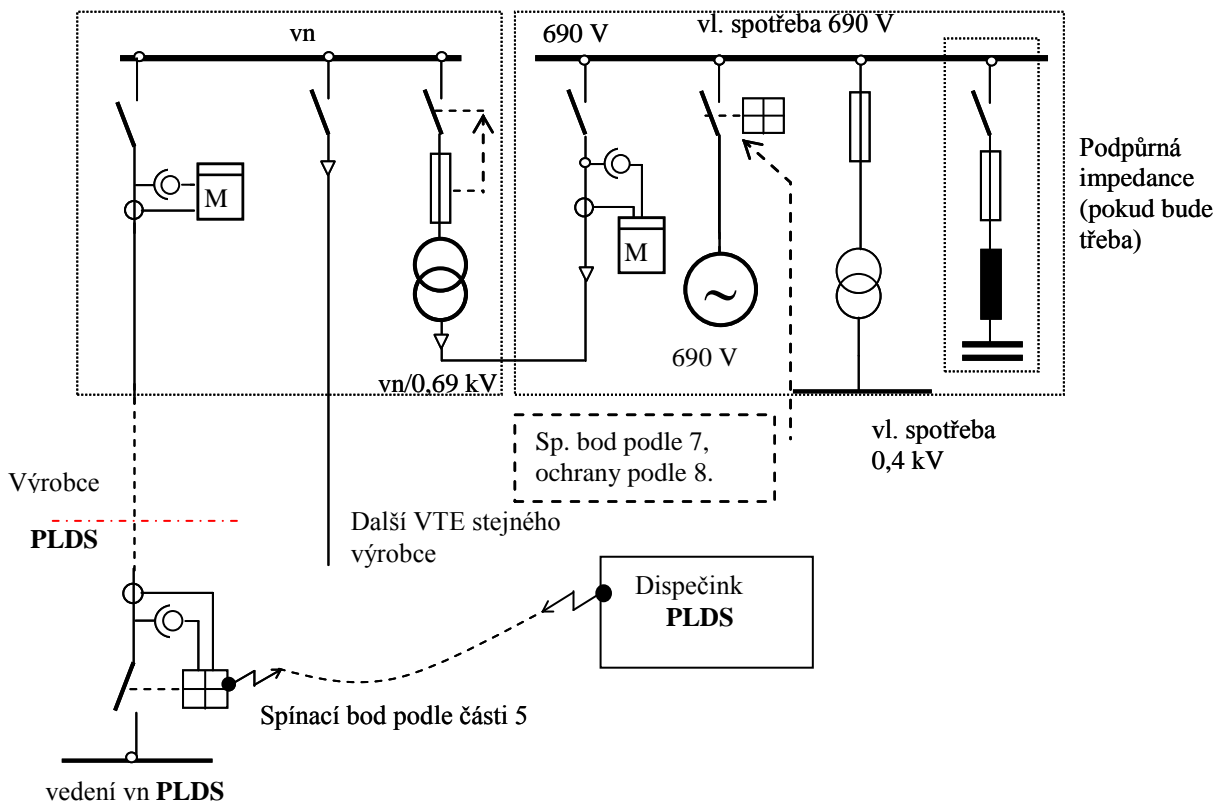 vn
690 V
vl. spotřeba 690 V
M
M
Podpůrná
impedance
(pokud bude
třeba)
690 V
vn/0,69 kV
Sp. bod podle 7,
ochrany podle 8.
vl. spotřeba
0,4 kV
Výrobce
PLDS
Další VTE stejného
výrobce
Dispečink
PLDS
Spínací bod podle části 5
vedení vn PLDS